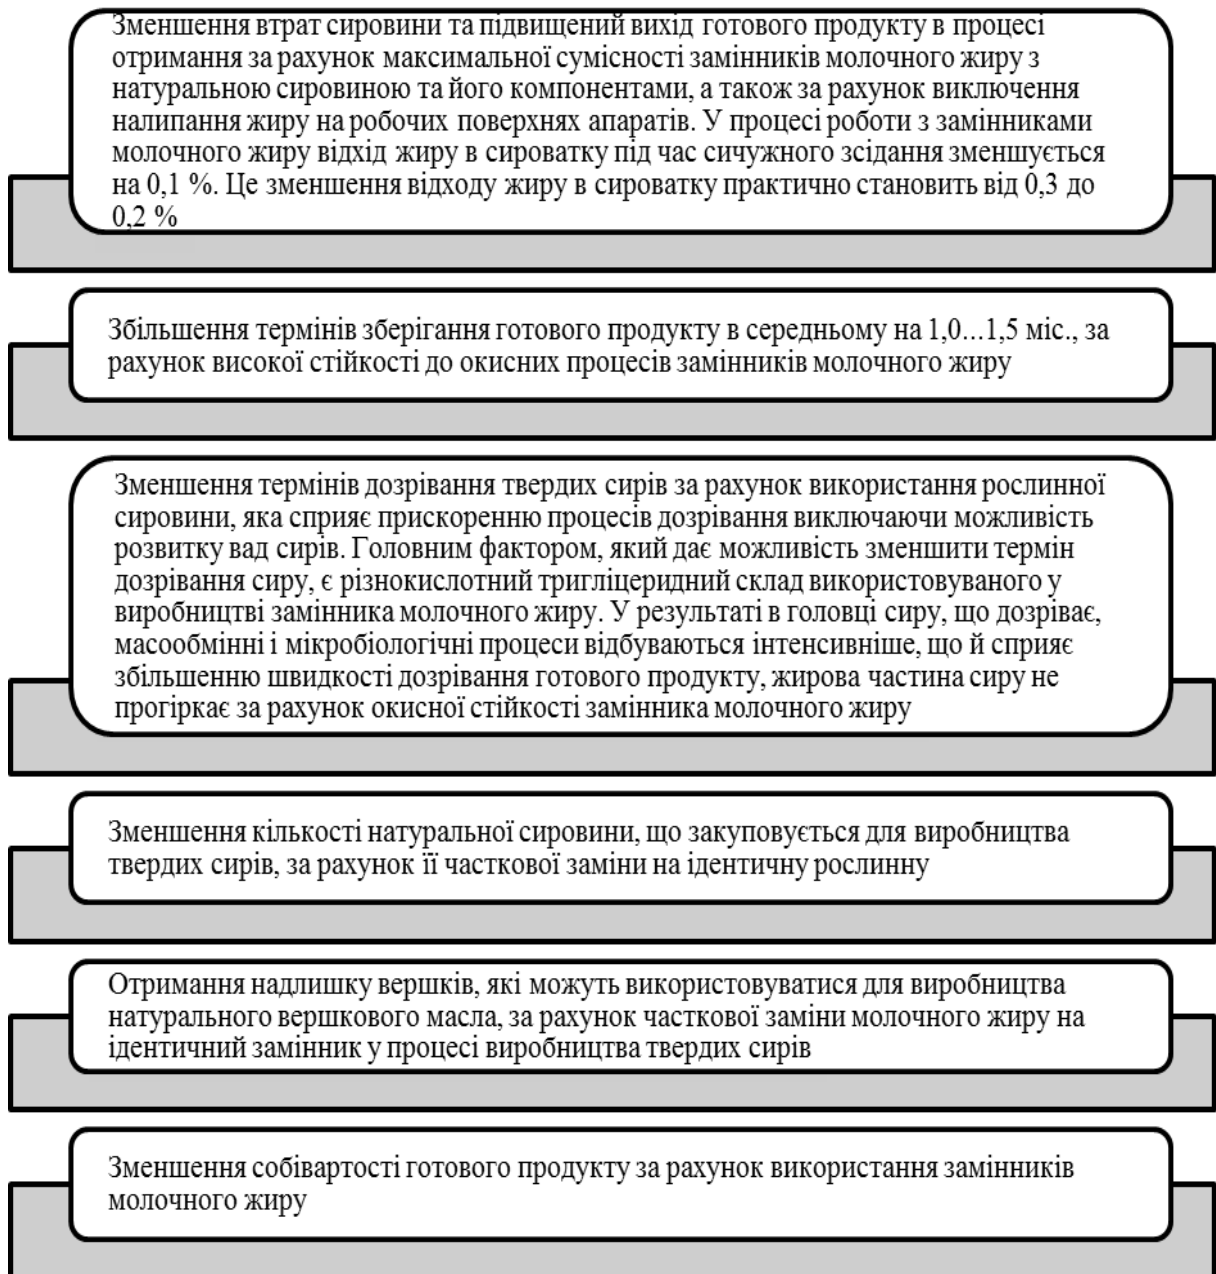 Зменшення втрат сировини та підвищений вихід готового продукту в процесі
отримання за рахунок максимальної сумісності замінників молочного жиру з
натуральною сировиною та його компонентами, а також за рахунок виключення
налипання жиру на робочих поверхнях апаратів. У процесі роботи з замінниками
молочного жиру відхід жиру в сироватку під час сичужного зсідання зменшується
на 0,1 %. Це зменшення відходу жиру в сироватку практично становить від 0,3 до
0,2 %
Збільшення термінів зберігання готового продукту в середньому на 1,0...1,5 міс., за
рахунок високої стійкості до окисних процесів замінників молочного жиру
Зменшення термінів дозрівання твердих сирів за рахунок використання рослинної
сировини, яка сприяє прискоренню процесів дозрівання виключаючи можливість
розвитку вад сирів. Головним фактором, який дає можливість зменшити термін
дозрівання сиру, є різнокислотний тригліцеридний склад використовуваного у
виробництві замінника молочного жиру. У результаті в головці сиру, що дозріває,
масообмінні і мікробіологічні процеси відбуваються інтенсивніше, що й сприяє
збільшенню швидкості дозрівання готового продукту, жирова частина сиру не
прогіркає за рахунок окисної стійкості замінника молочного жиру
Зменшення кількості натуральної сировини, що закуповується для виробництва
твердих сирів, за рахунок її часткової заміни на ідентичну рослинну
Отримання надлишку вершків, які можуть використовуватися для виробництва
натурального вершкового масла, за рахунок часткової заміни молочного жиру на
ідентичний замінник у процесі виробництва твердих сирів
Зменшення собівартості готового продукту за рахунок використання замінників
молочного жиру